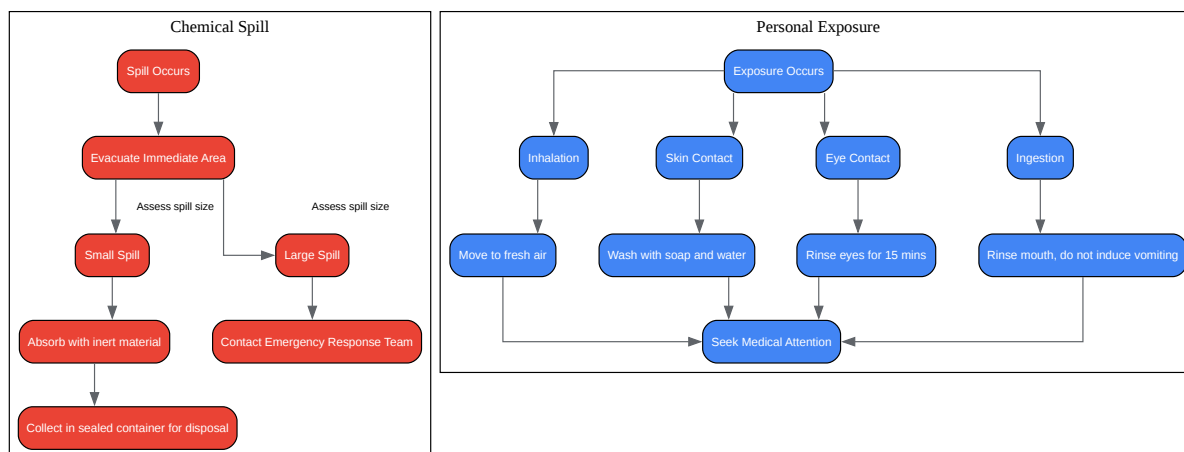 Chemical Spill
Spill Occurs
Evacuate Immediate Area
Assess spill size
Assess spill size
Small Spill
Large Spill
Absorb with inert material
Contact Emergency Response Team
Collect in sealed container for disposal
Personal Exposure
Exposure Occurs
Inhalation
Skin Contact
Eye Contact
Ingestion
Move to fresh air
Wash with soap and water
Rinse eyes for 15 mins
Rinse mouth, do not induce vomiting
Seek Medical Attention